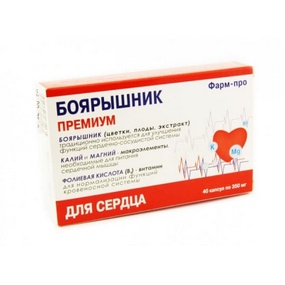 Фарм-про
БОЯРЫШНИК
ПРЕМИУМ
БОЯРЫШНИК (цветки, плоды, экстракт)
традиционно используется для улучшения
функций сердечно-сосудистой системы
КАЛИЙ и МАГНИЙ - макроэлементы,
необходимые для питания
сердечной мышцы
ФОЛИЕВАЯ КИСЛОТА (В₉) - витамин
для нормализации функций
кровеносной системы
K
Mg
ДЛЯ СЕРДЦА
40 капсул по 350 мг